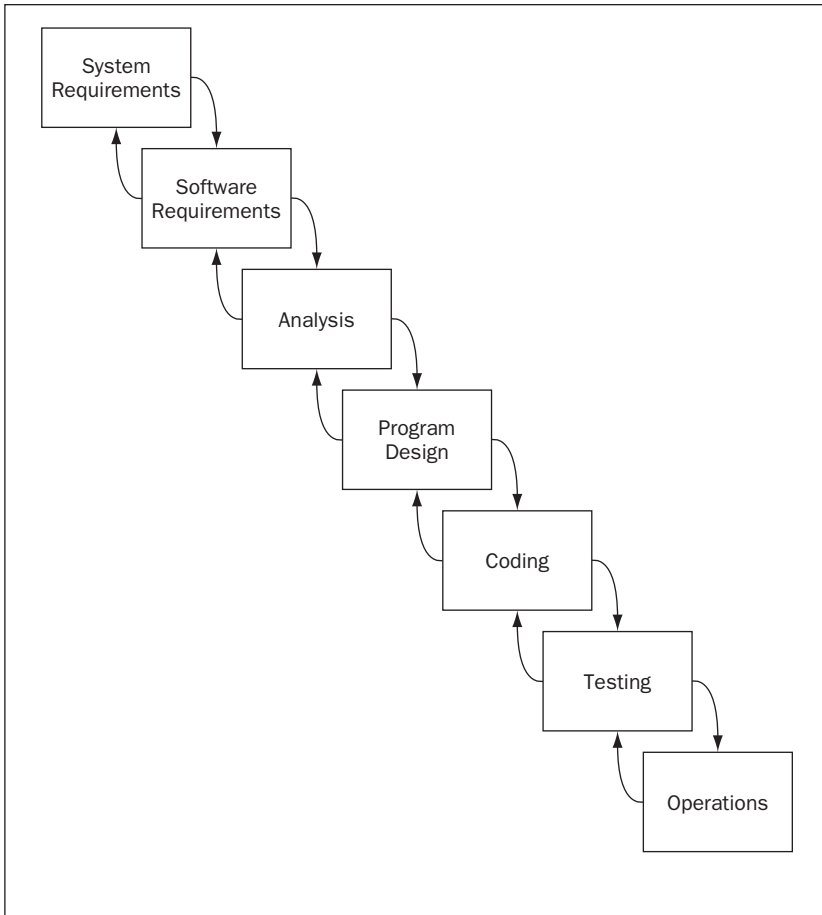 System
Requirements
Software
Requirements
Analysis
Program
Design
Coding
Testing
Operations